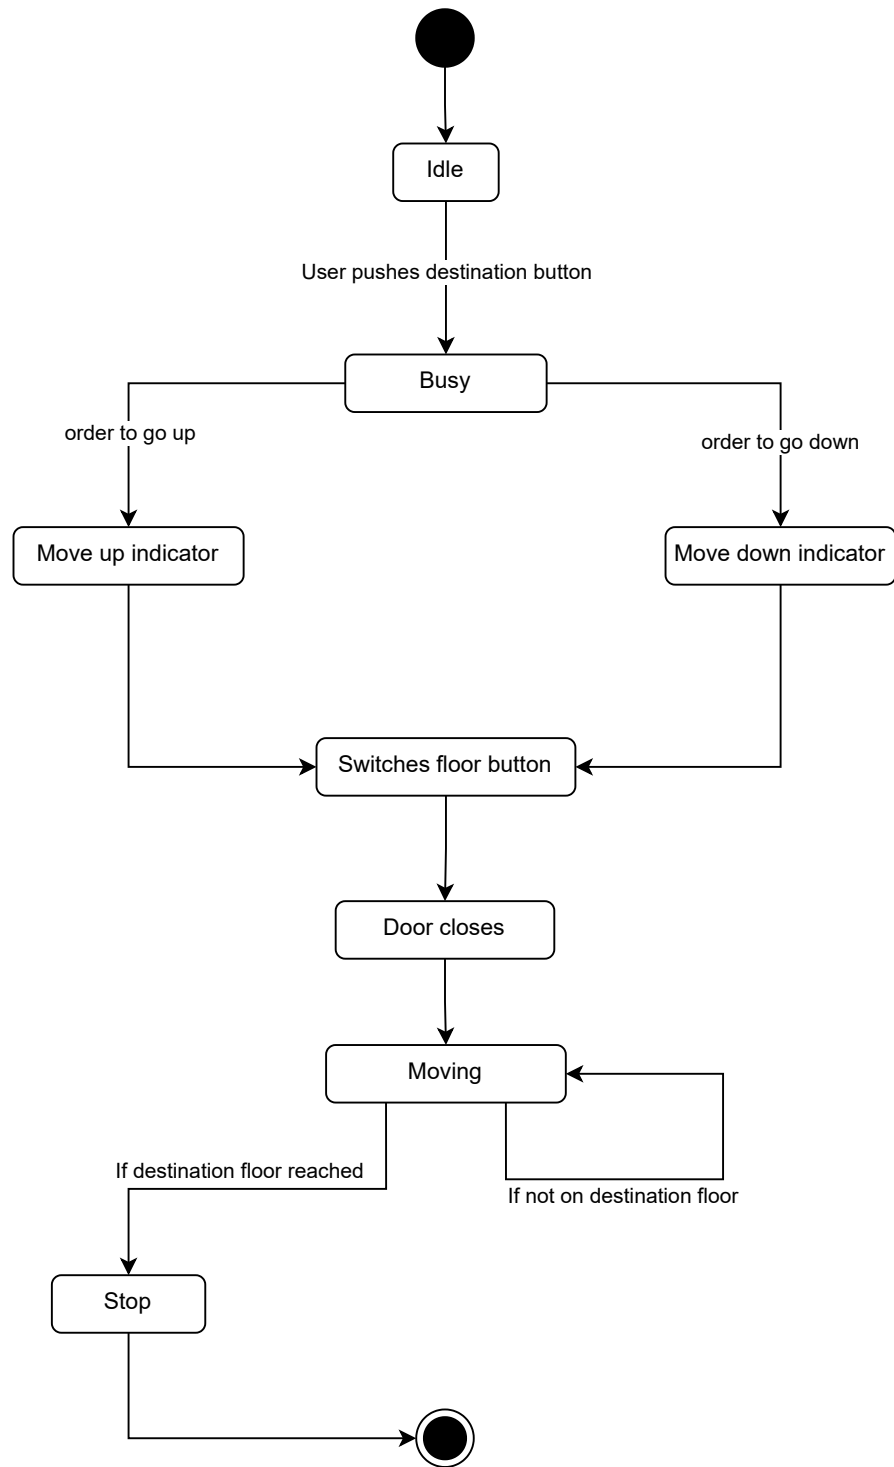 Idle
User pushes destination button
Busy
order to go up
order to go down
Move up indicator
Move down indicator
Switches floor button
Door closes
Moving
If destination floor reached
If not on destination floor
Stop